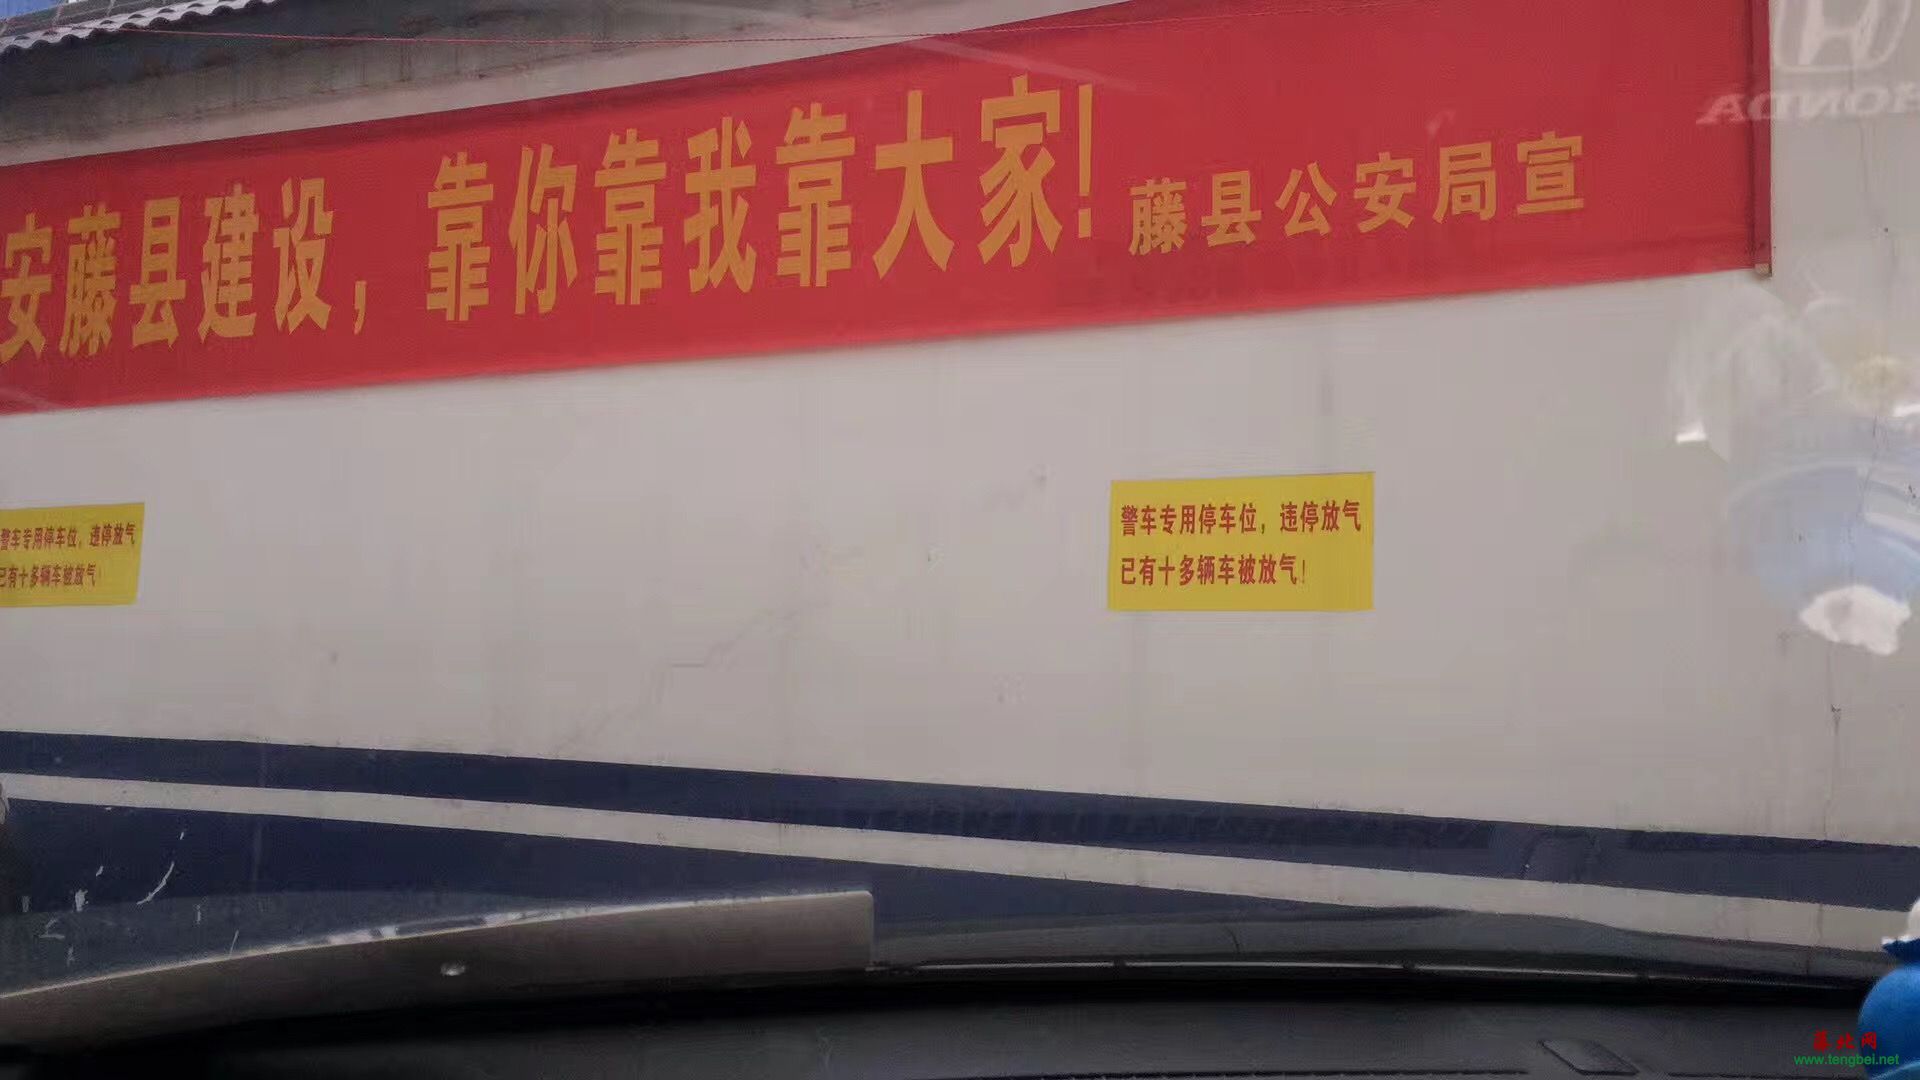 安藤县建设，靠你靠我靠大家！ 藤县公安局宣
HONDA
警车专用停车位，违停放气
已有十多辆车被放气！
警车专用停车位，违停放气
已有十多辆车被放气！
藤北网
www.tengbei.net